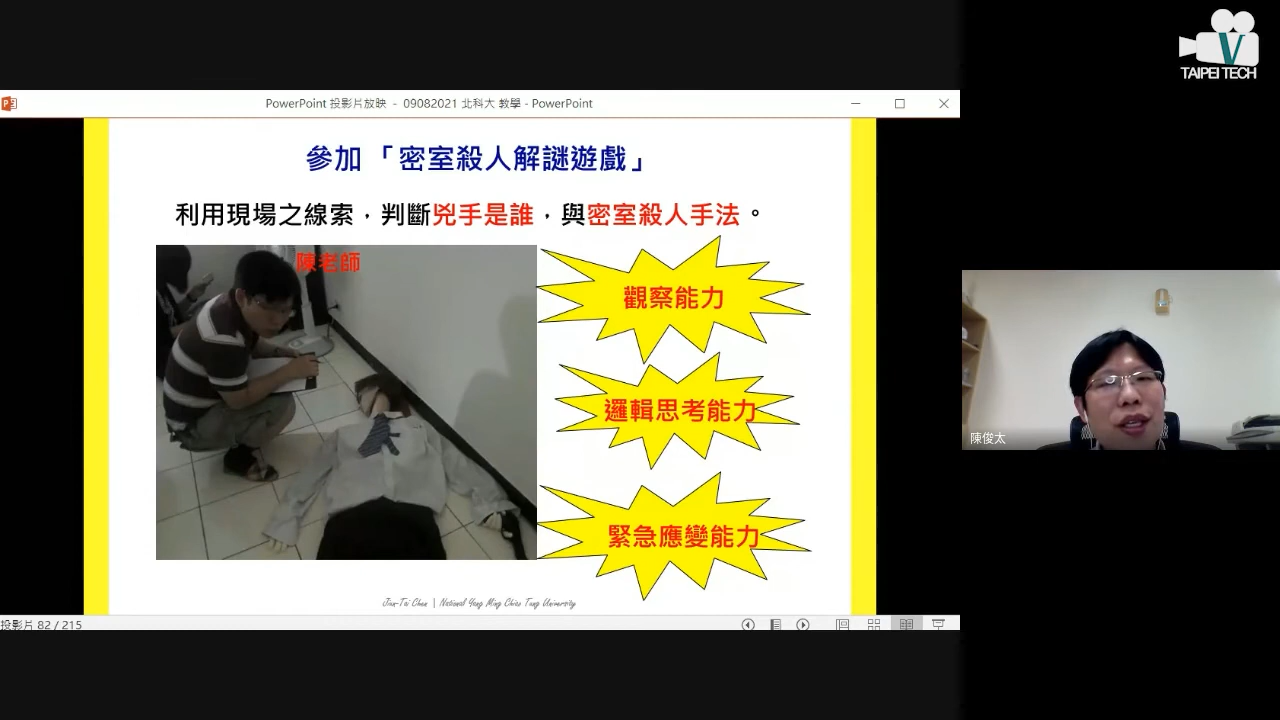 V
TAIPEI TECH
PowerPoint 投影片放映 - 09082021 北科大 教學 - PowerPoint
參加「密室殺人解謎遊戲」
利用現場之線索，判斷兇手是誰，與密室殺人手法。
陳老師
觀察能力
邏輯思考能力
緊急應變能力
Jiun-Tai Chen | National Yang Ming Chiao Tung University
投影片 82 / 215
陳俊太